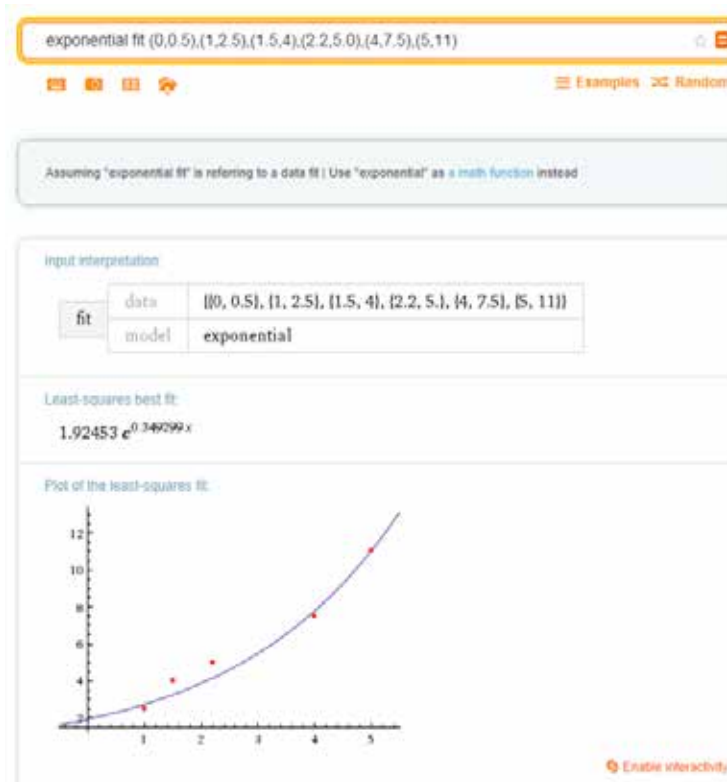 exponential fit (0,0.5),(1,2.5),(1.5,4),(2.2,5.0),(4,7.5),(5,11)
Examples Random
Assuming "exponential fit" is referring to a data fit | Use "exponential" as a math function instead
Input interpretation:
fit data {{0, 0.5}, {1, 2.5}, {1.5, 4}, {2.2, 5.}, {4, 7.5}, {5, 11}}
model exponential
Least-squares best fit:
1.92453 e^0.349299 x
Plot of the least-squares fit:
12
10
8
6
4
2
1 2 3 4 5
Enable interactivity